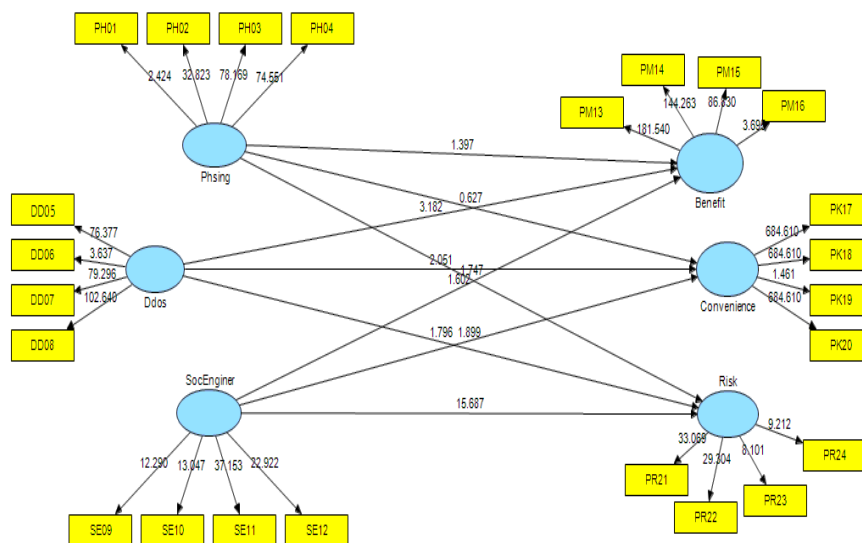 PH01 PH02 PH03 PH04
2.424 32.823 78.169 74.551
Phsing
PM13 PM14 PM15 PM16
181.540 144.263 86.830
Benefit
1.397
0.627
3.182
DD05
DD06
DD07
DD08
76.377
3.637
79.296
102.640
Ddos
2.051
1.602
1.796 1.899
PK17
PK18
PK19
PK20
684.610
684.610
1.461
684.610
Convenience
SocEnginer
15.687
12.290 13.047 37.153 22.922
SE09 SE10 SE11 SE12
Risk
33.069 29.304 8.101 9.212
PR21 PR22 PR23 PR24